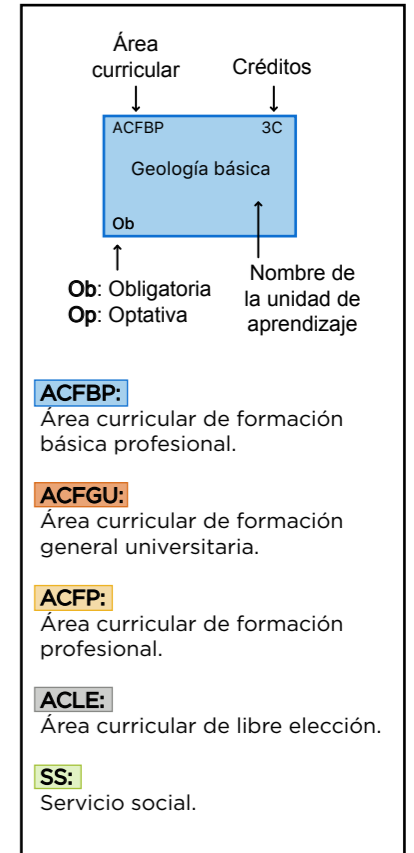 Área
curricular
Créditos
ACFBP 3C
Geología básica
Ob
Ob: Obligatoria
Op: Optativa
Nombre de
la unidad de
aprendizaje
ACFBP:
Área curricular de formación
básica profesional.
ACFGU:
Área curricular de formación
general universitaria.
ACFP:
Área curricular de formación
profesional.
ACLE:
Área curricular de libre elección.
SS:
Servicio social.